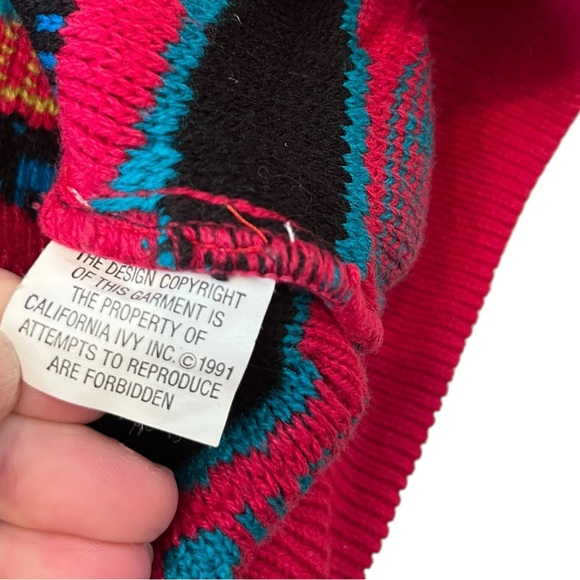 THE DESIGN COPYRIGHT
OF THIS GARMENT IS
THE PROPERTY OF
CALIFORNIA IVY INC. ©1991
ATTEMPTS TO REPRODUCE
ARE FORBIDDEN